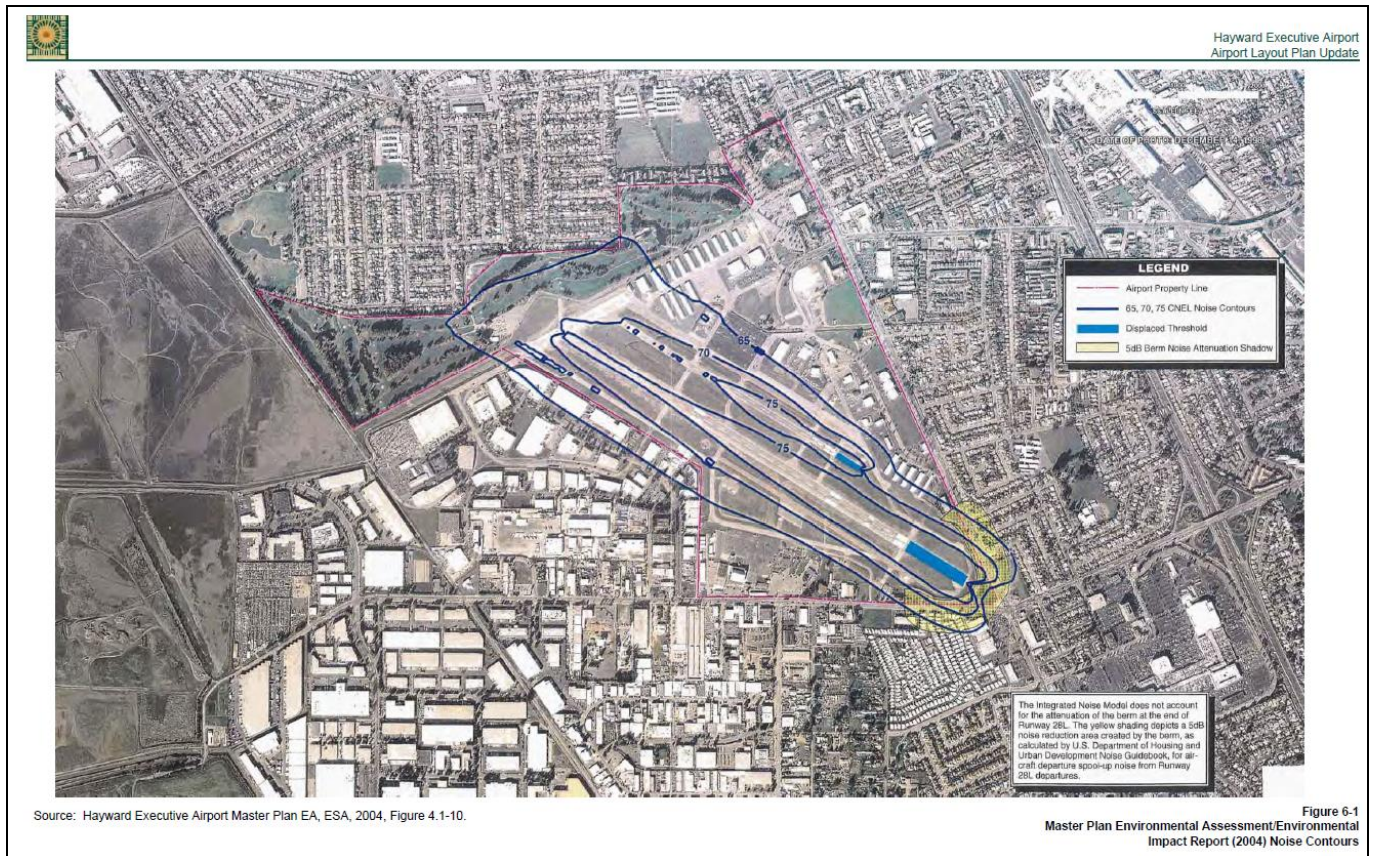 Hayward Executive Airport
Airport Layout Plan Update
DATE OF PHOTO: DECEMBER
LEGEND
Airport Property Line
65, 70, 75 CNEL Noise Contours
Displaced Threshold
5dB Berm Noise Attenuation Shadow
65
70
75
75
The Integrated Noise Model does not account
for the attenuation of the berm at the end of
Runway 28L. The yellow shading depicts a 5dB
noise reduction area created by the berm, as
calculated by U.S. Department of Housing and
Urban Development Noise Guidebook, for air-
craft departure spool-up noise from Runway
28L departures.
Source: Hayward Executive Airport Master Plan EA, ESA, 2004, Figure 4.1-10.
Figure 6-1
Master Plan Environmental Assessment/Environmental
Impact Report (2004) Noise Contours